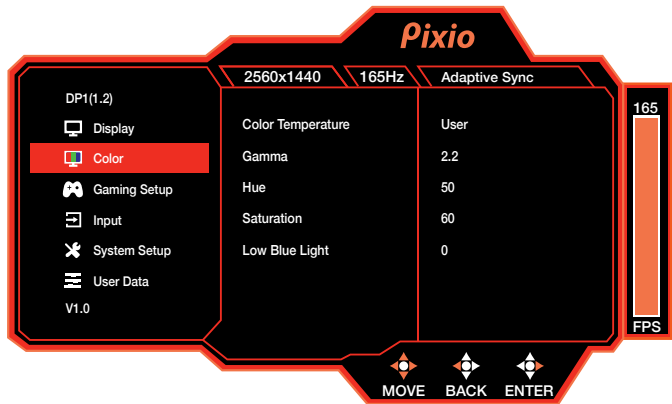 Pixio
2560x1440 165Hz Adaptive Sync
DP1(1.2)
Display
Color
Gaming Setup
Input
System Setup
User Data
V1.0
Color Temperature User
Gamma 2.2
Hue 50
Saturation 60
Low Blue Light 0
165
FPS
MOVE BACK ENTER